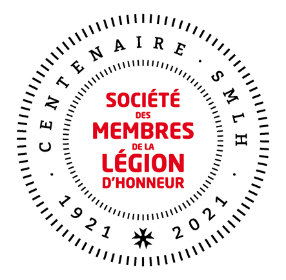 CENTENAIRE · SMLH ·
SOCIÉTÉ
DES
MEMBRES
DE LA
LÉGION
D'HONNEUR
1921 2021